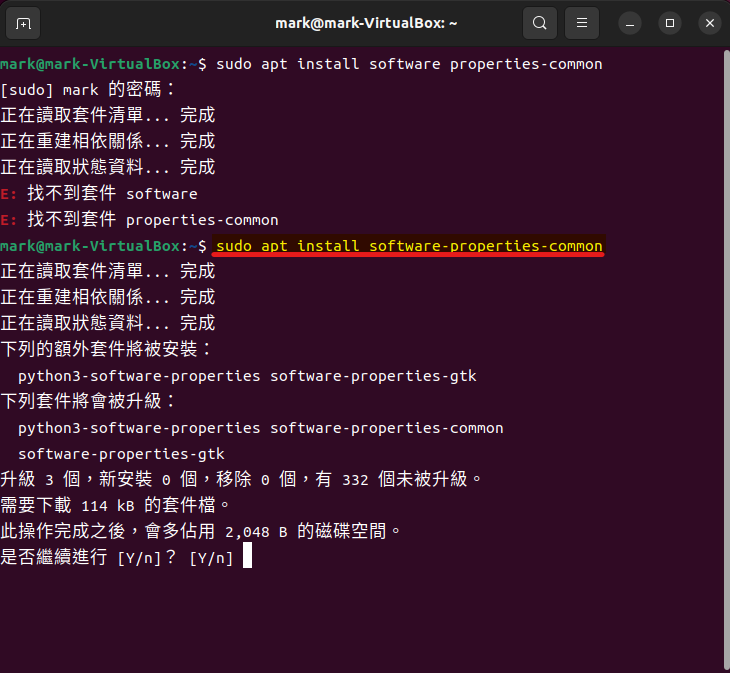 mark@mark-VirtualBox: ~
mark@mark-VirtualBox:~$ sudo apt install software properties-common
[sudo] mark 的密碼：
正在讀取套件清單... 完成
正在重建相依關係... 完成
正在讀取狀態資料... 完成
E: 找不到套件 software
E: 找不到套件 properties-common
mark@mark-VirtualBox:~$ sudo apt install software-properties-common
正在讀取套件清單... 完成
正在重建相依關係... 完成
正在讀取狀態資料... 完成
下列的額外套件將被安裝：
  python3-software-properties software-properties-gtk
下列套件將會被升級：
  python3-software-properties software-properties-common
  software-properties-gtk
升級 3 個，新安裝 0 個，移除 0 個，有 332 個未被升級。
需要下載 114 kB 的套件檔。
此操作完成之後，會多佔用 2,048 B 的磁碟空間。
是否繼續進行 [Y/n]？ [Y/n]